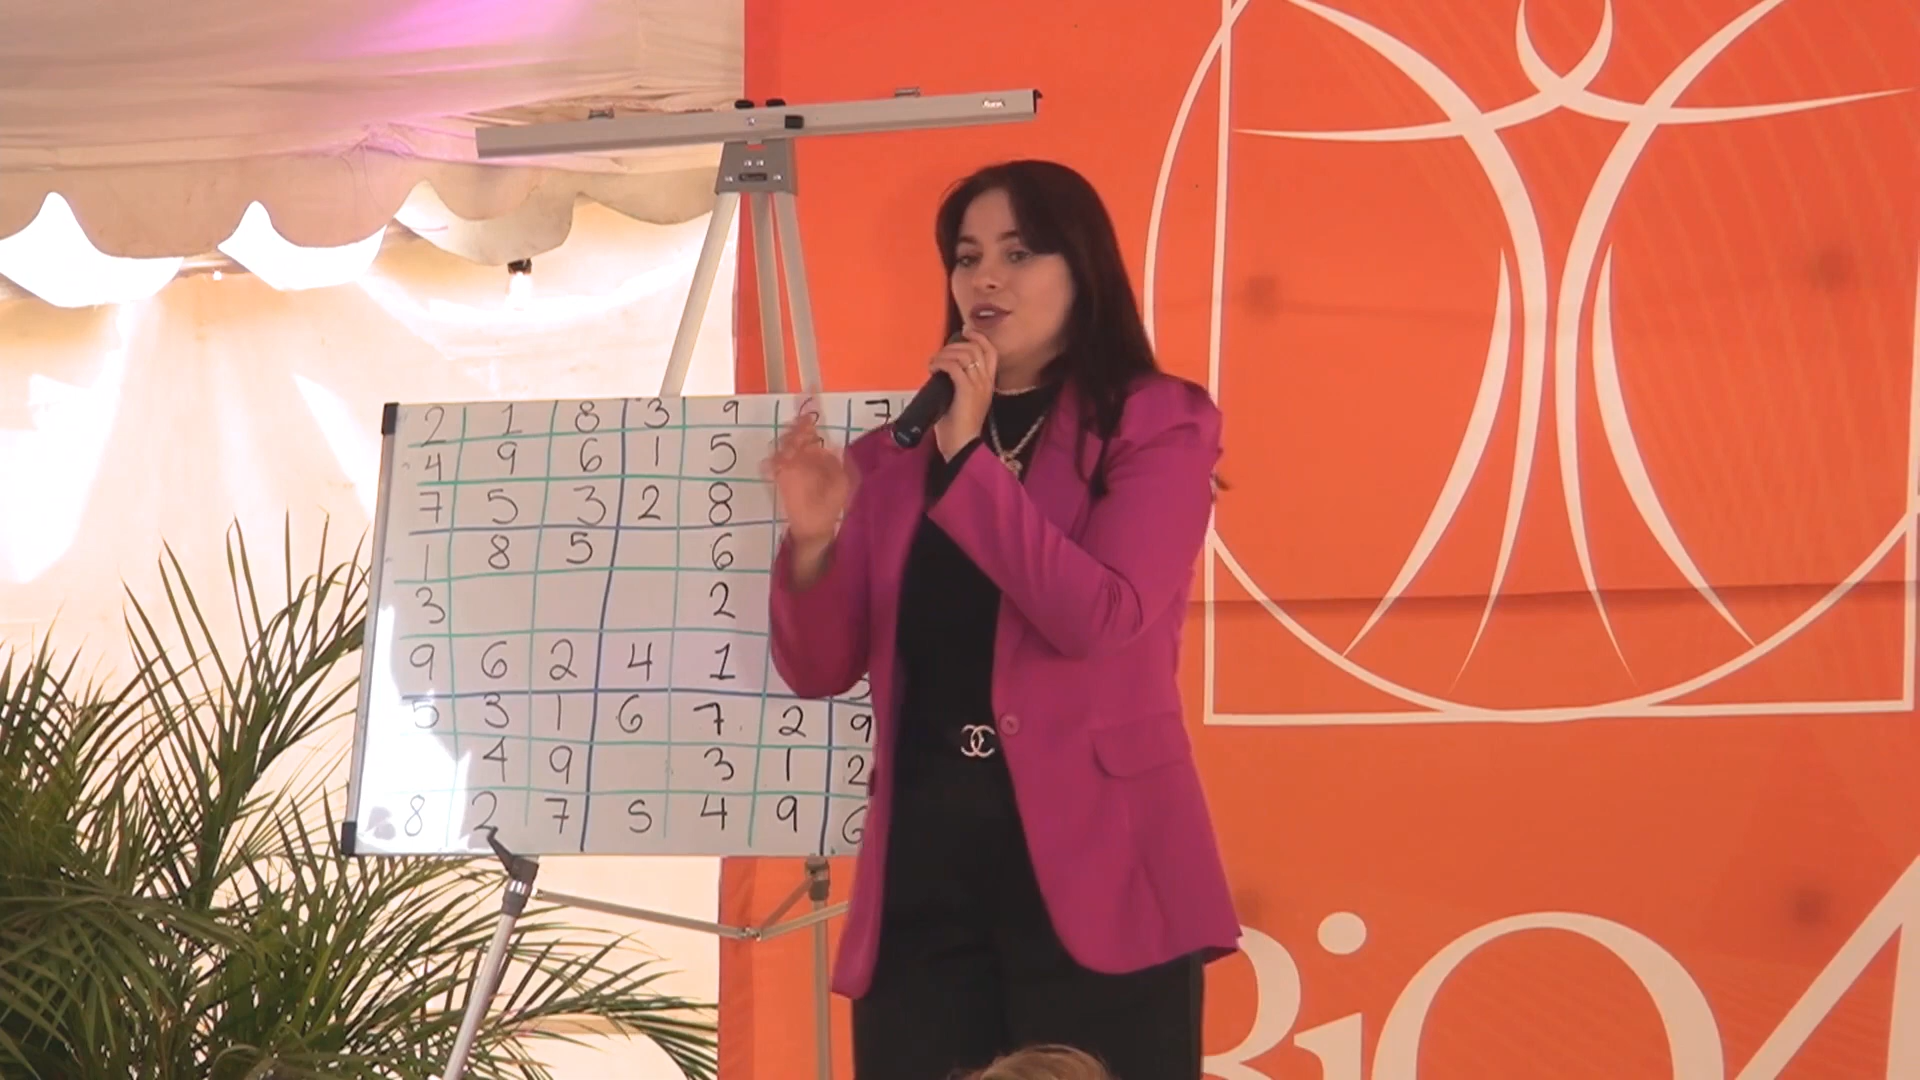 2 1 8 3 9 6 7
4 9 6 1 5
7 5 3 2 8
1 8 5 6
3 2
9 6 2 4 1
5 3 1 6 7 2 9
4 9 3 1 2
8 2 7 5 4 9 6
BiO4